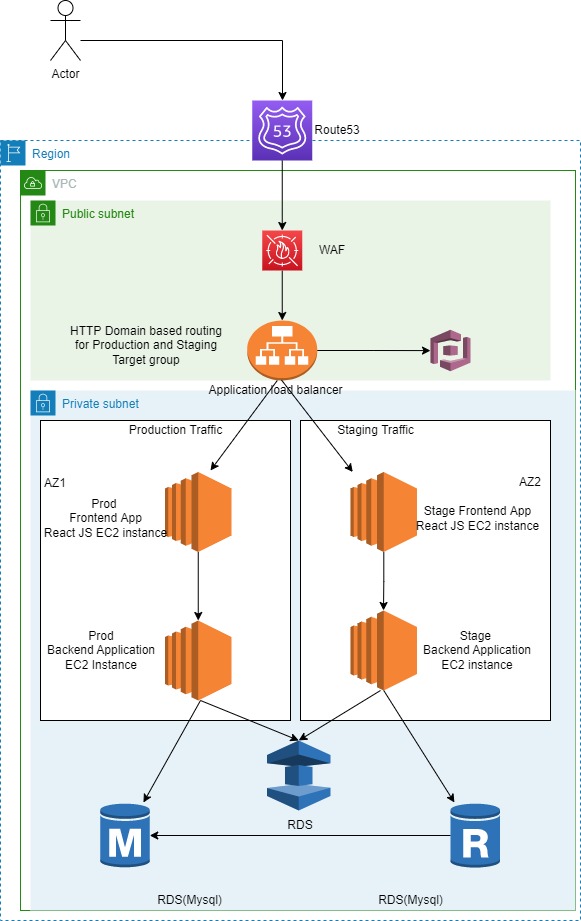 Actor
53
Route53
Region
VPC
Public subnet
WAF
HTTP Domain based routing
for Production and Staging
Target group
Application load balancer
Private subnet
Production Traffic
Staging Traffic
AZ1
AZ2
Prod
Frontend App
React JS EC2 instance
Stage Frontend App
React JS EC2 instance
Prod
Backend Application
EC2 Instance
Stage
Backend Application
EC2 instance
RDS
M
R
RDS(Mysql)
RDS(Mysql)